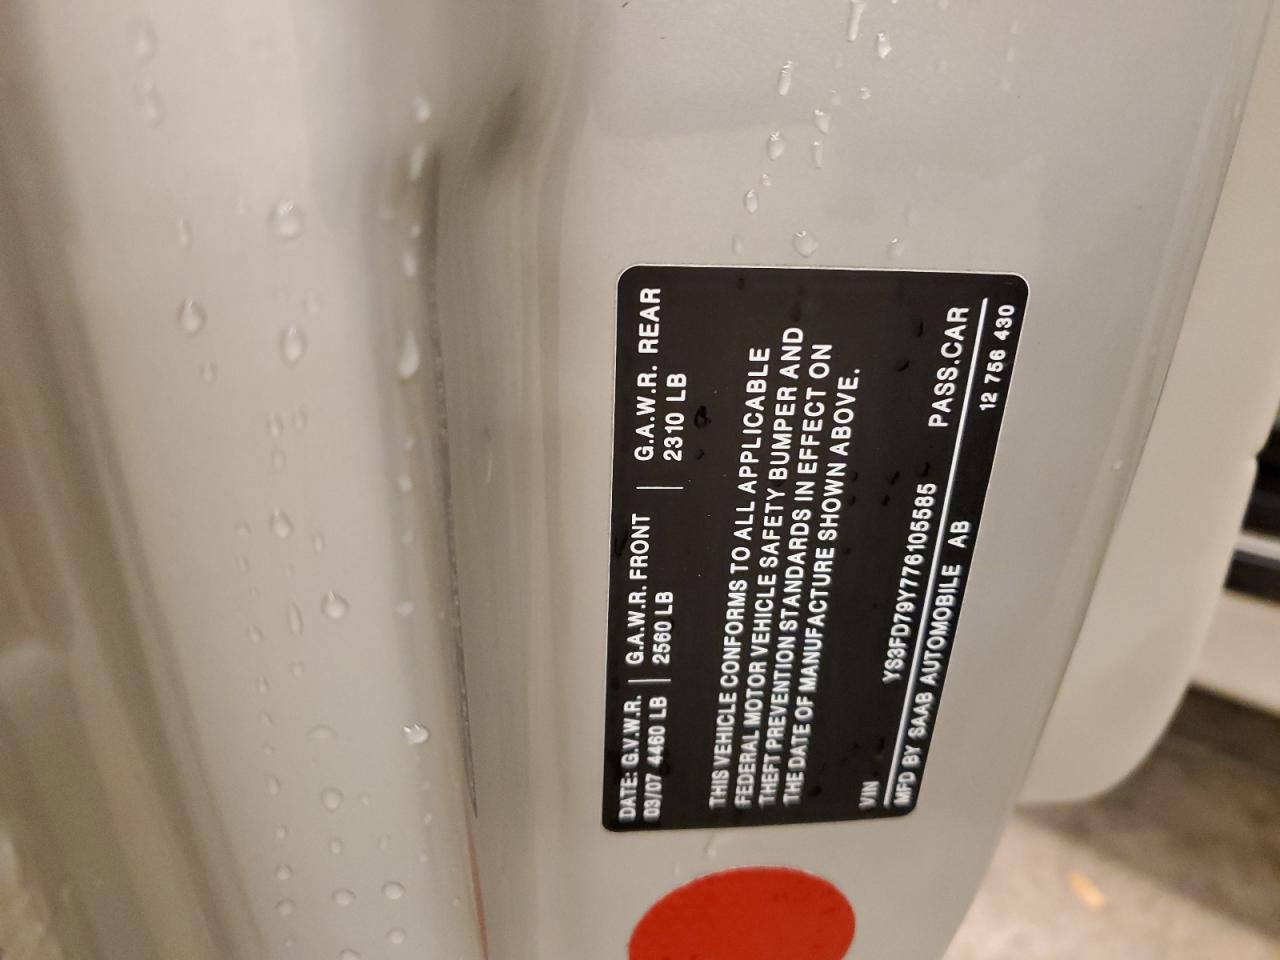 DATE: G.V.W.R. | G.A.W.R. FRONT | G.A.W.R. REAR
03/07 4460 LB | 2560 LB | 2310 LB
THIS VEHICLE CONFORMS TO ALL APPLICABLE
FEDERAL MOTOR VEHICLE SAFETY BUMPER AND
THEFT PREVENTION STANDARDS IN EFFECT ON
THE DATE OF MANUFACTURE SHOWN ABOVE.
VIN YS3FD79Y776105585 PASS.CAR
MFD BY SAAB AUTOMOBILE AB 12 756 430